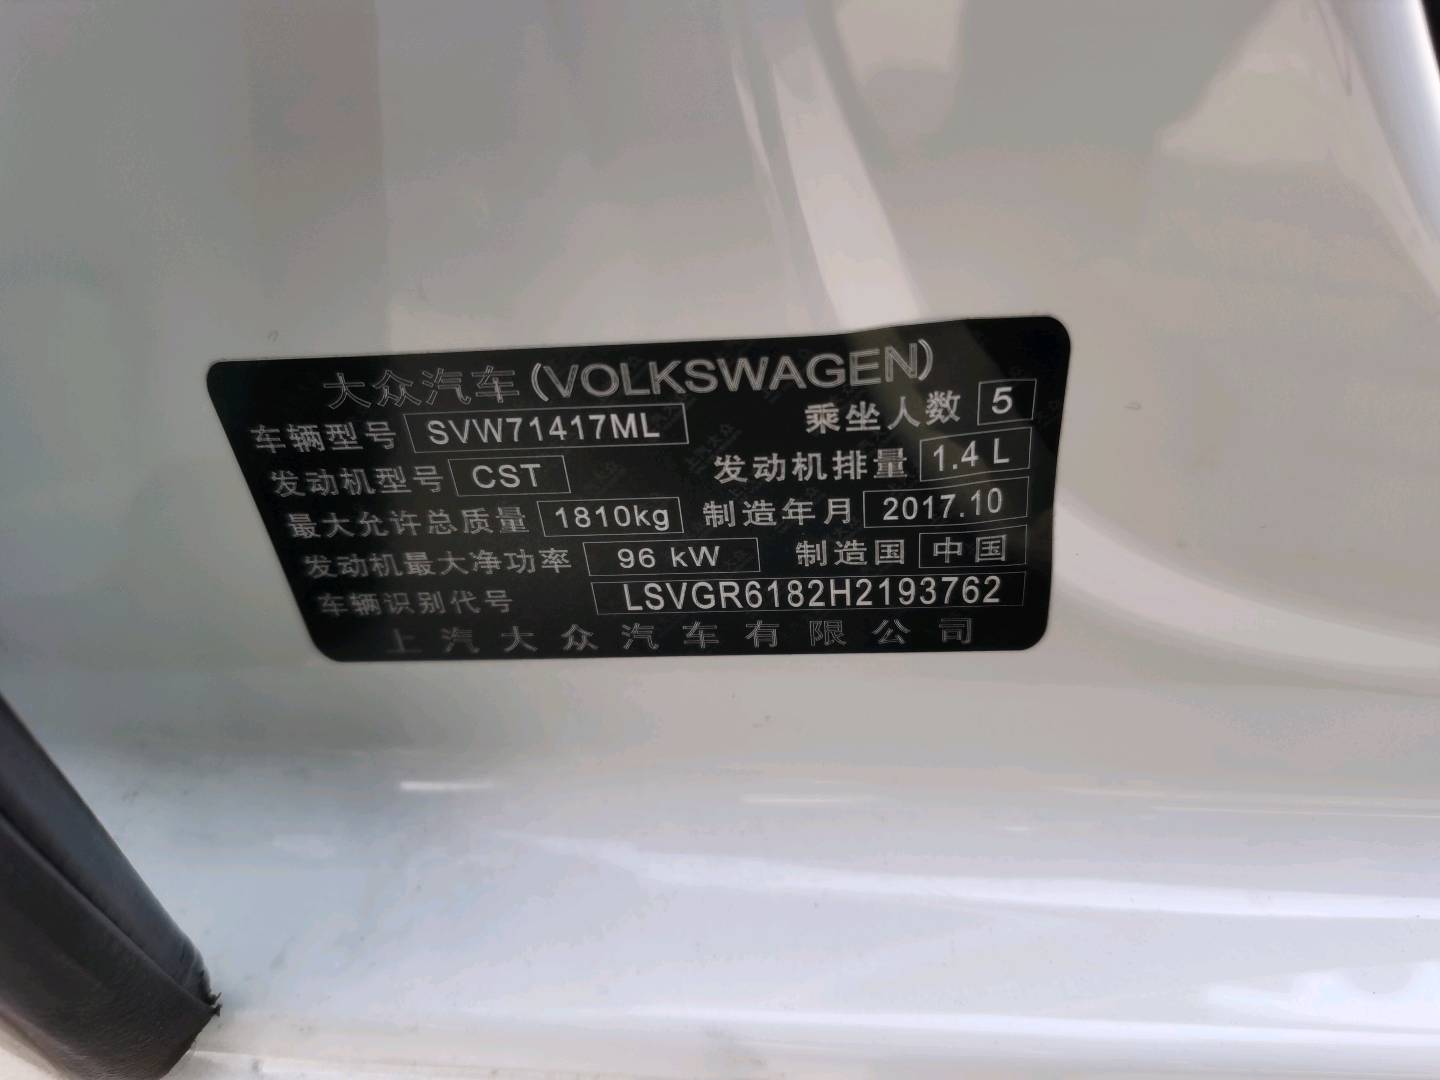 大众汽车(VOLKSWAGEN)
车辆型号 SVW71417ML 乘坐人数 5
发动机型号 CST 发动机排量 1.4 L
最大允许总质量 1810kg 制造年月 2017.10
发动机最大净功率 96 kW 制造国 中国
车辆识别代号 LSVGR6182H2193762
上汽大众汽车有限公司